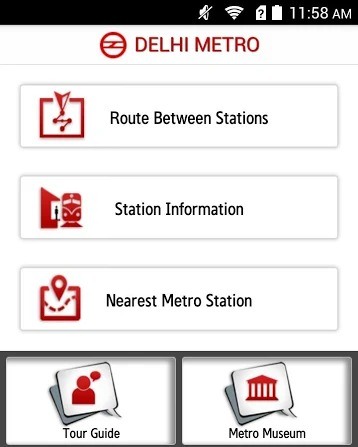 11:58 AM
DELHI METRO
Route Between Stations
Station Information
Nearest Metro Station
Tour Guide
Metro Museum